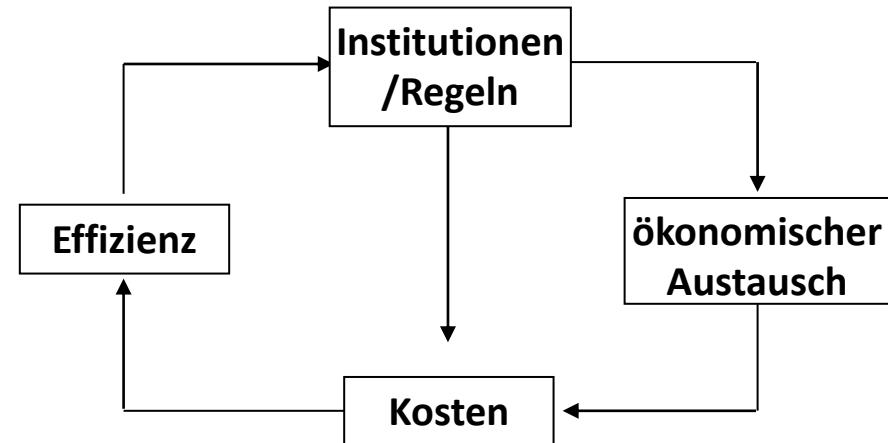 Institutionen
/Regeln
Effizienz
ökonomischer
Austausch
Kosten